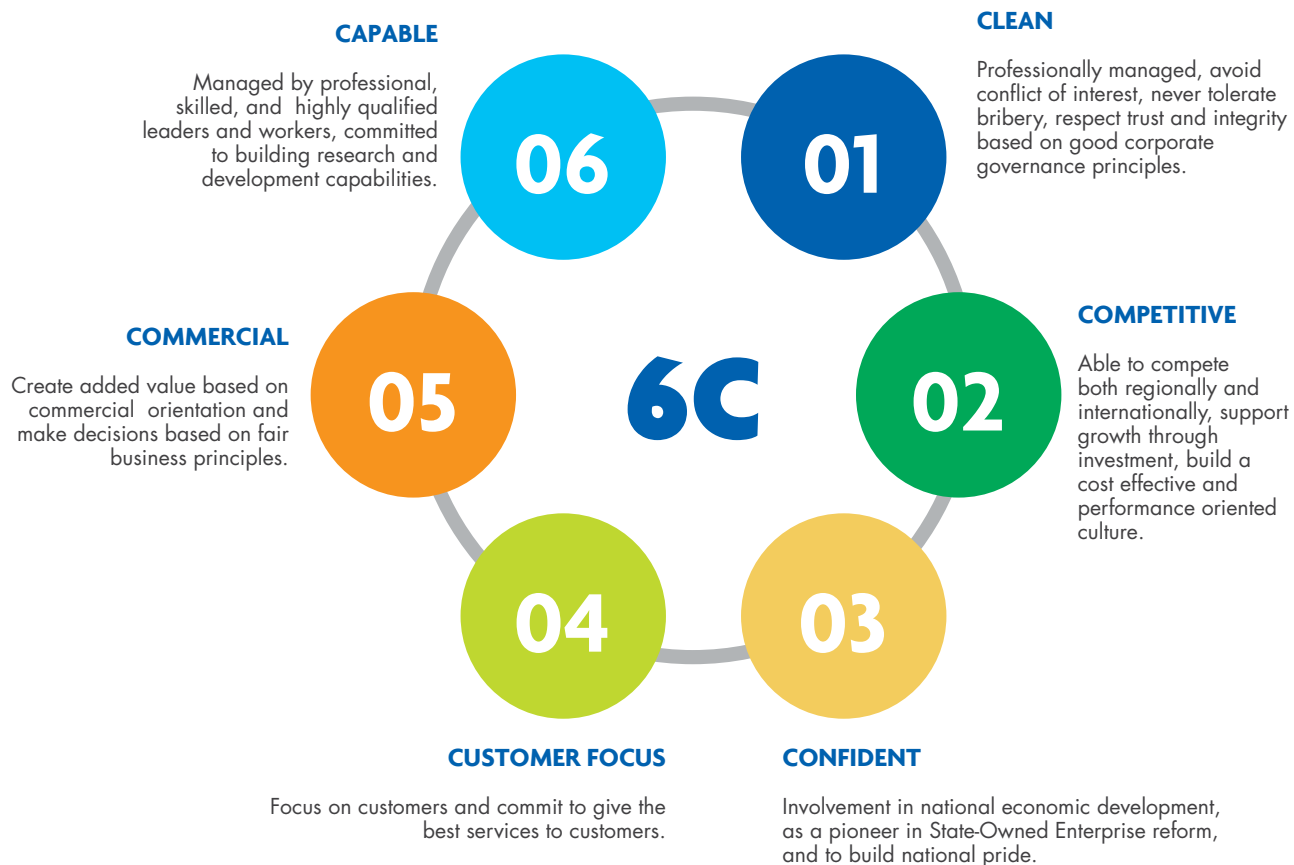 CLEAN
Professionally managed, avoid
conflict of interest, never tolerate
bribery, respect trust and integrity
based on good corporate
governance principles.
01
COMPETITIVE
Able to compete
both regionally and
internationally, support
growth through
investment, build a
cost effective and
performance oriented
culture.
02
CONFIDENT
Involvement in national economic development,
as a pioneer in State-Owned Enterprise reform,
and to build national pride.
03
CUSTOMER FOCUS
Focus on customers and commit to give the
best services to customers.
04
COMMERCIAL
Create added value based on
commercial orientation and
make decisions based on fair
business principles.
05
CAPABLE
Managed by professional,
skilled, and highly qualified
leaders and workers, committed
to building research and
development capabilities.
06
6C